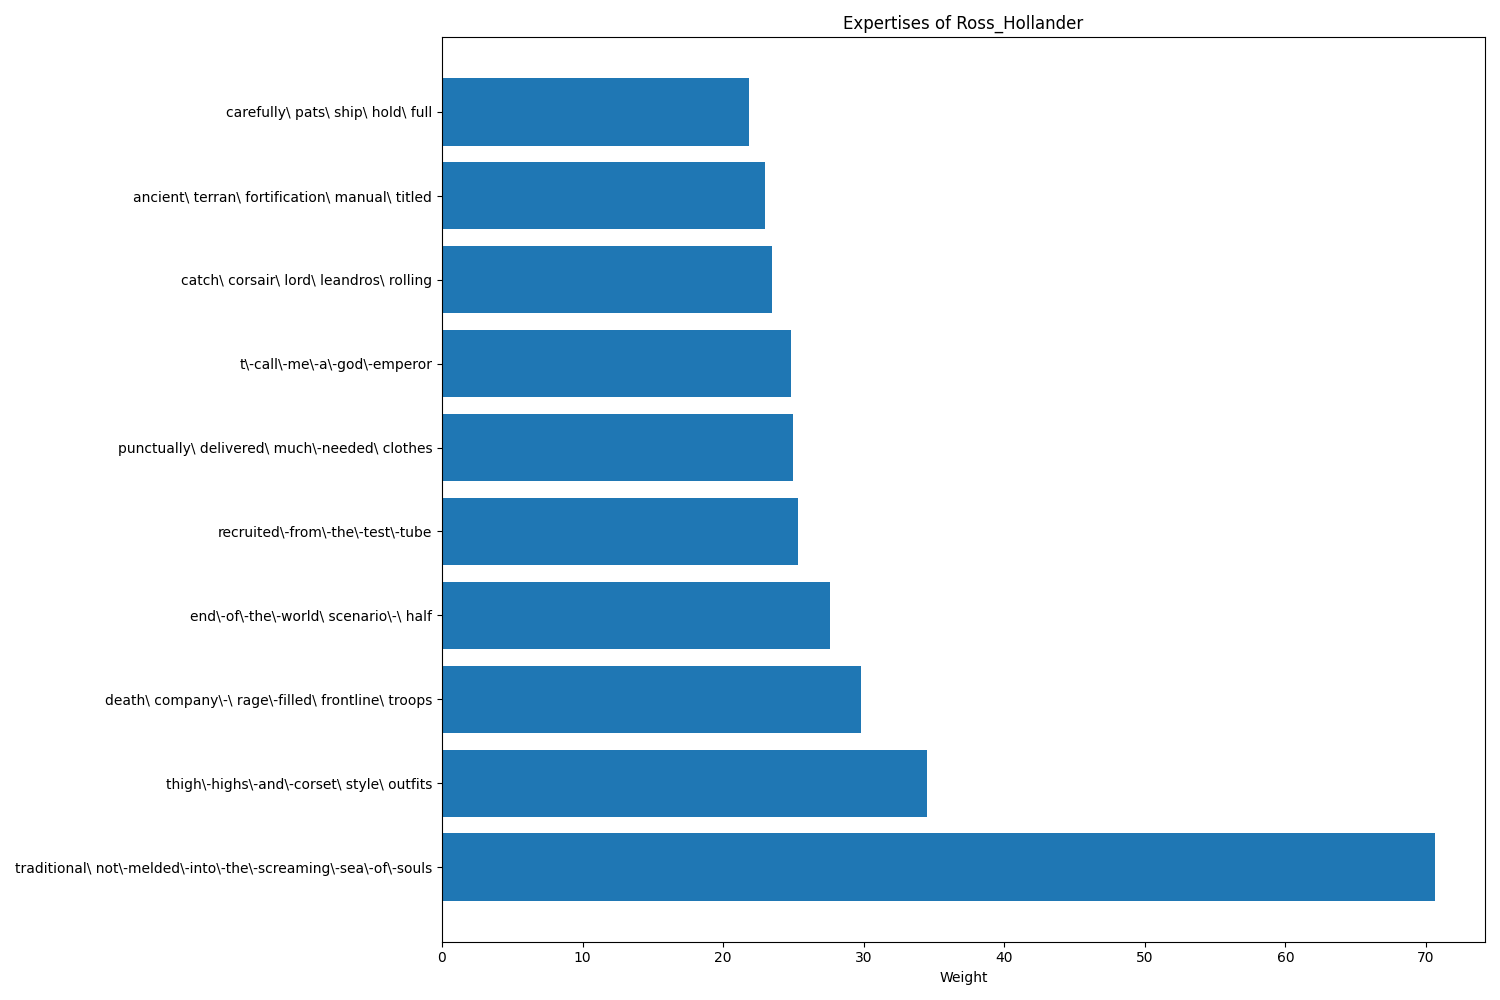 Expertises of Ross_Hollander
carefully\ pats\ ship\ hold\ full
ancient\ terran\ fortification\ manual\ titled
catch\ corsair\ lord\ leandros\ rolling
t\-call\-me\-a\-god\-emperor
punctually\ delivered\ much\-needed\ clothes
recruited\-from\-the\-test\-tube
end\-of\-the\-world\ scenario\-\ half
death\ company\-\ rage\-filled\ frontline\ troops
thigh\-highs\-and\-corset\ style\ outfits
traditional\ not\-melded\-into\-the\-screaming\-sea\-of\-souls
0 10 20 30 40 50 60 70
Weight